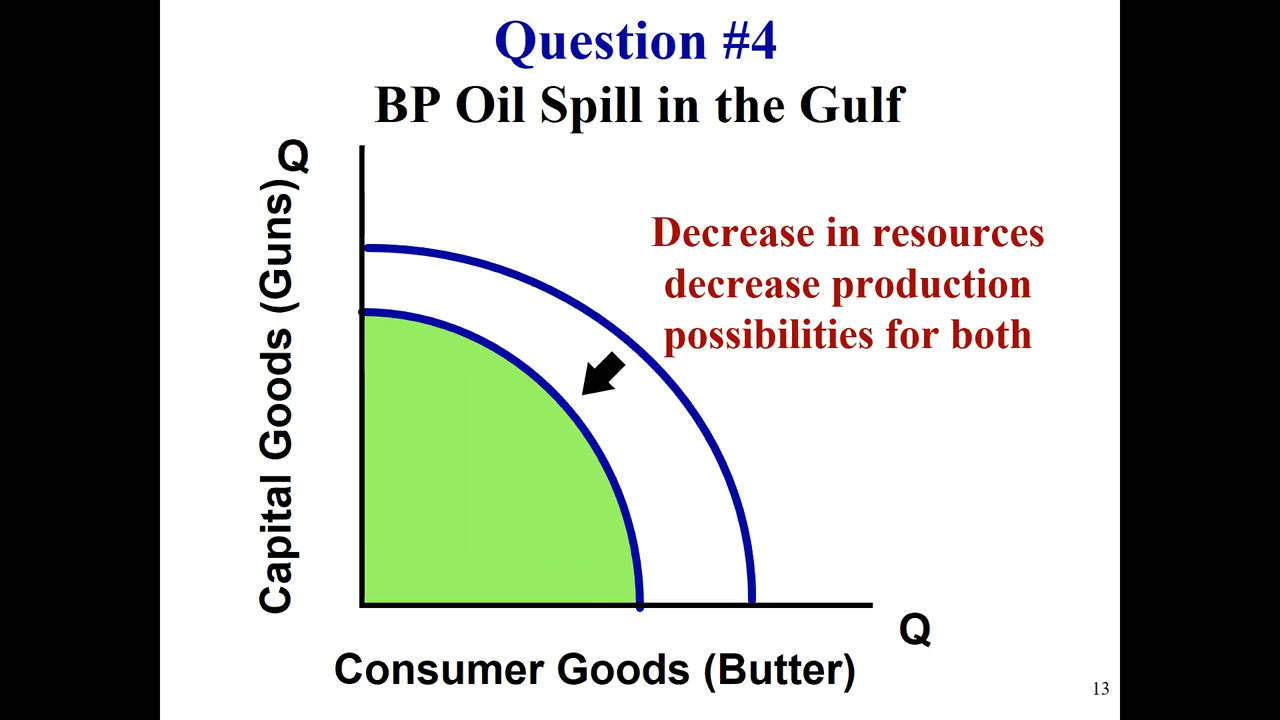 Question #4
BP Oil Spill in the Gulf
Q
Capital Goods (Guns)
Decrease in resources
decrease production
possibilities for both
Q
Consumer Goods (Butter)
13